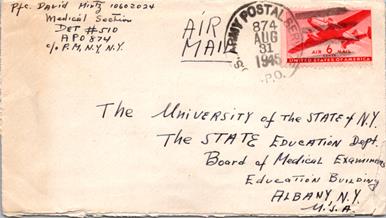 Pfc. David Mintz 10602024
Medical Section
Det #510
APO 874
c/o P.M, N.Y, N.Y.
AIR
MAIL
U.S. ARMY POSTAL SERVICE
874
AUG
31
1945
A.P.O.
AIR 6¢ MAIL
UNITED STATES OF AMERICA
The University of the State of N.Y.
The STATE Education Dept.
Board of Medical Examiners
Education Building
ALBANY N.Y.
U.S.A